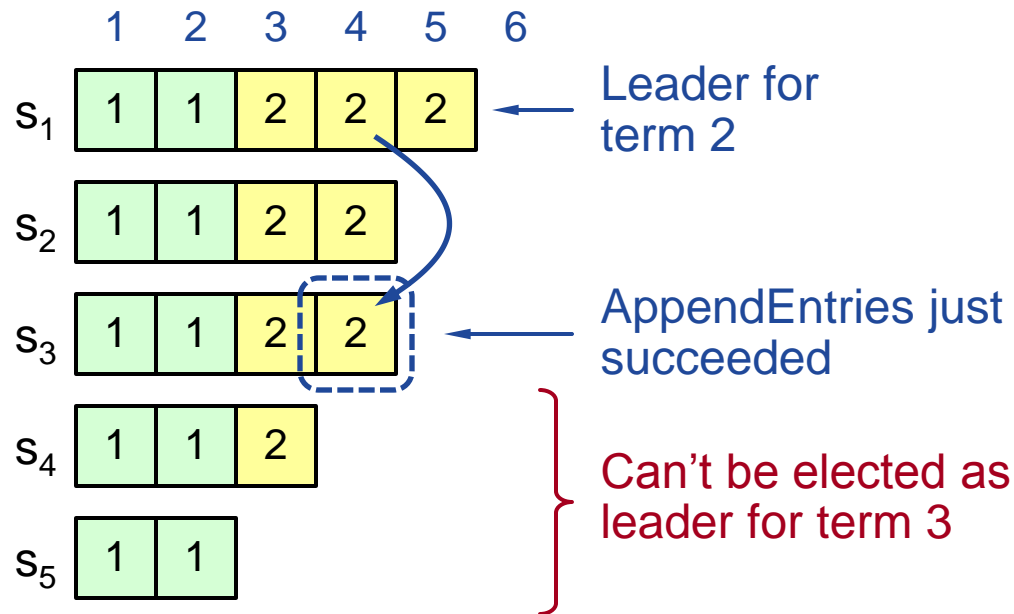 1 2 3 4 5 6
s1 1 1 2 2 2
Leader for
term 2
s2 1 1 2 2
s3 1 1 2 2
AppendEntries just
succeeded
s4 1 1 2
Can't be elected as
leader for term 3
s5 1 1